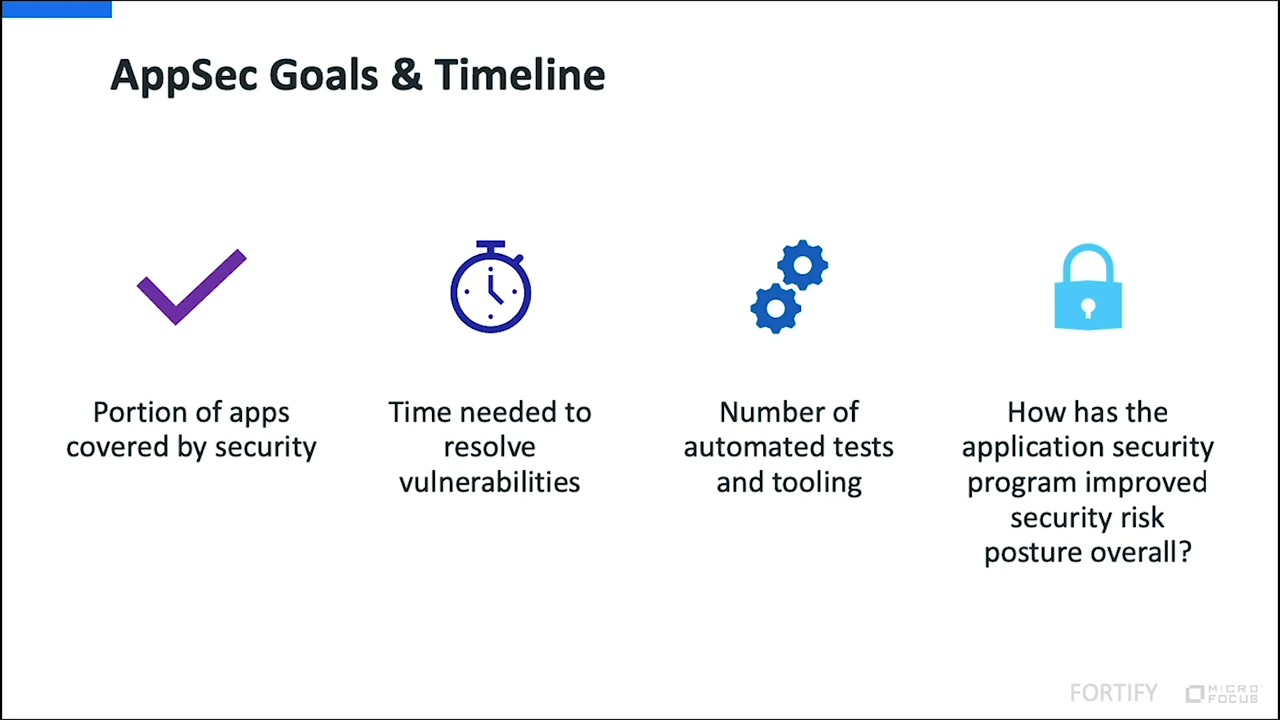 AppSec Goals & Timeline
Portion of apps
covered by security
Time needed to
resolve
vulnerabilities
Number of
automated tests
and tooling
How has the
application security
program improved
security risk
posture overall?
FORTIFY
MICRO
FOCUS